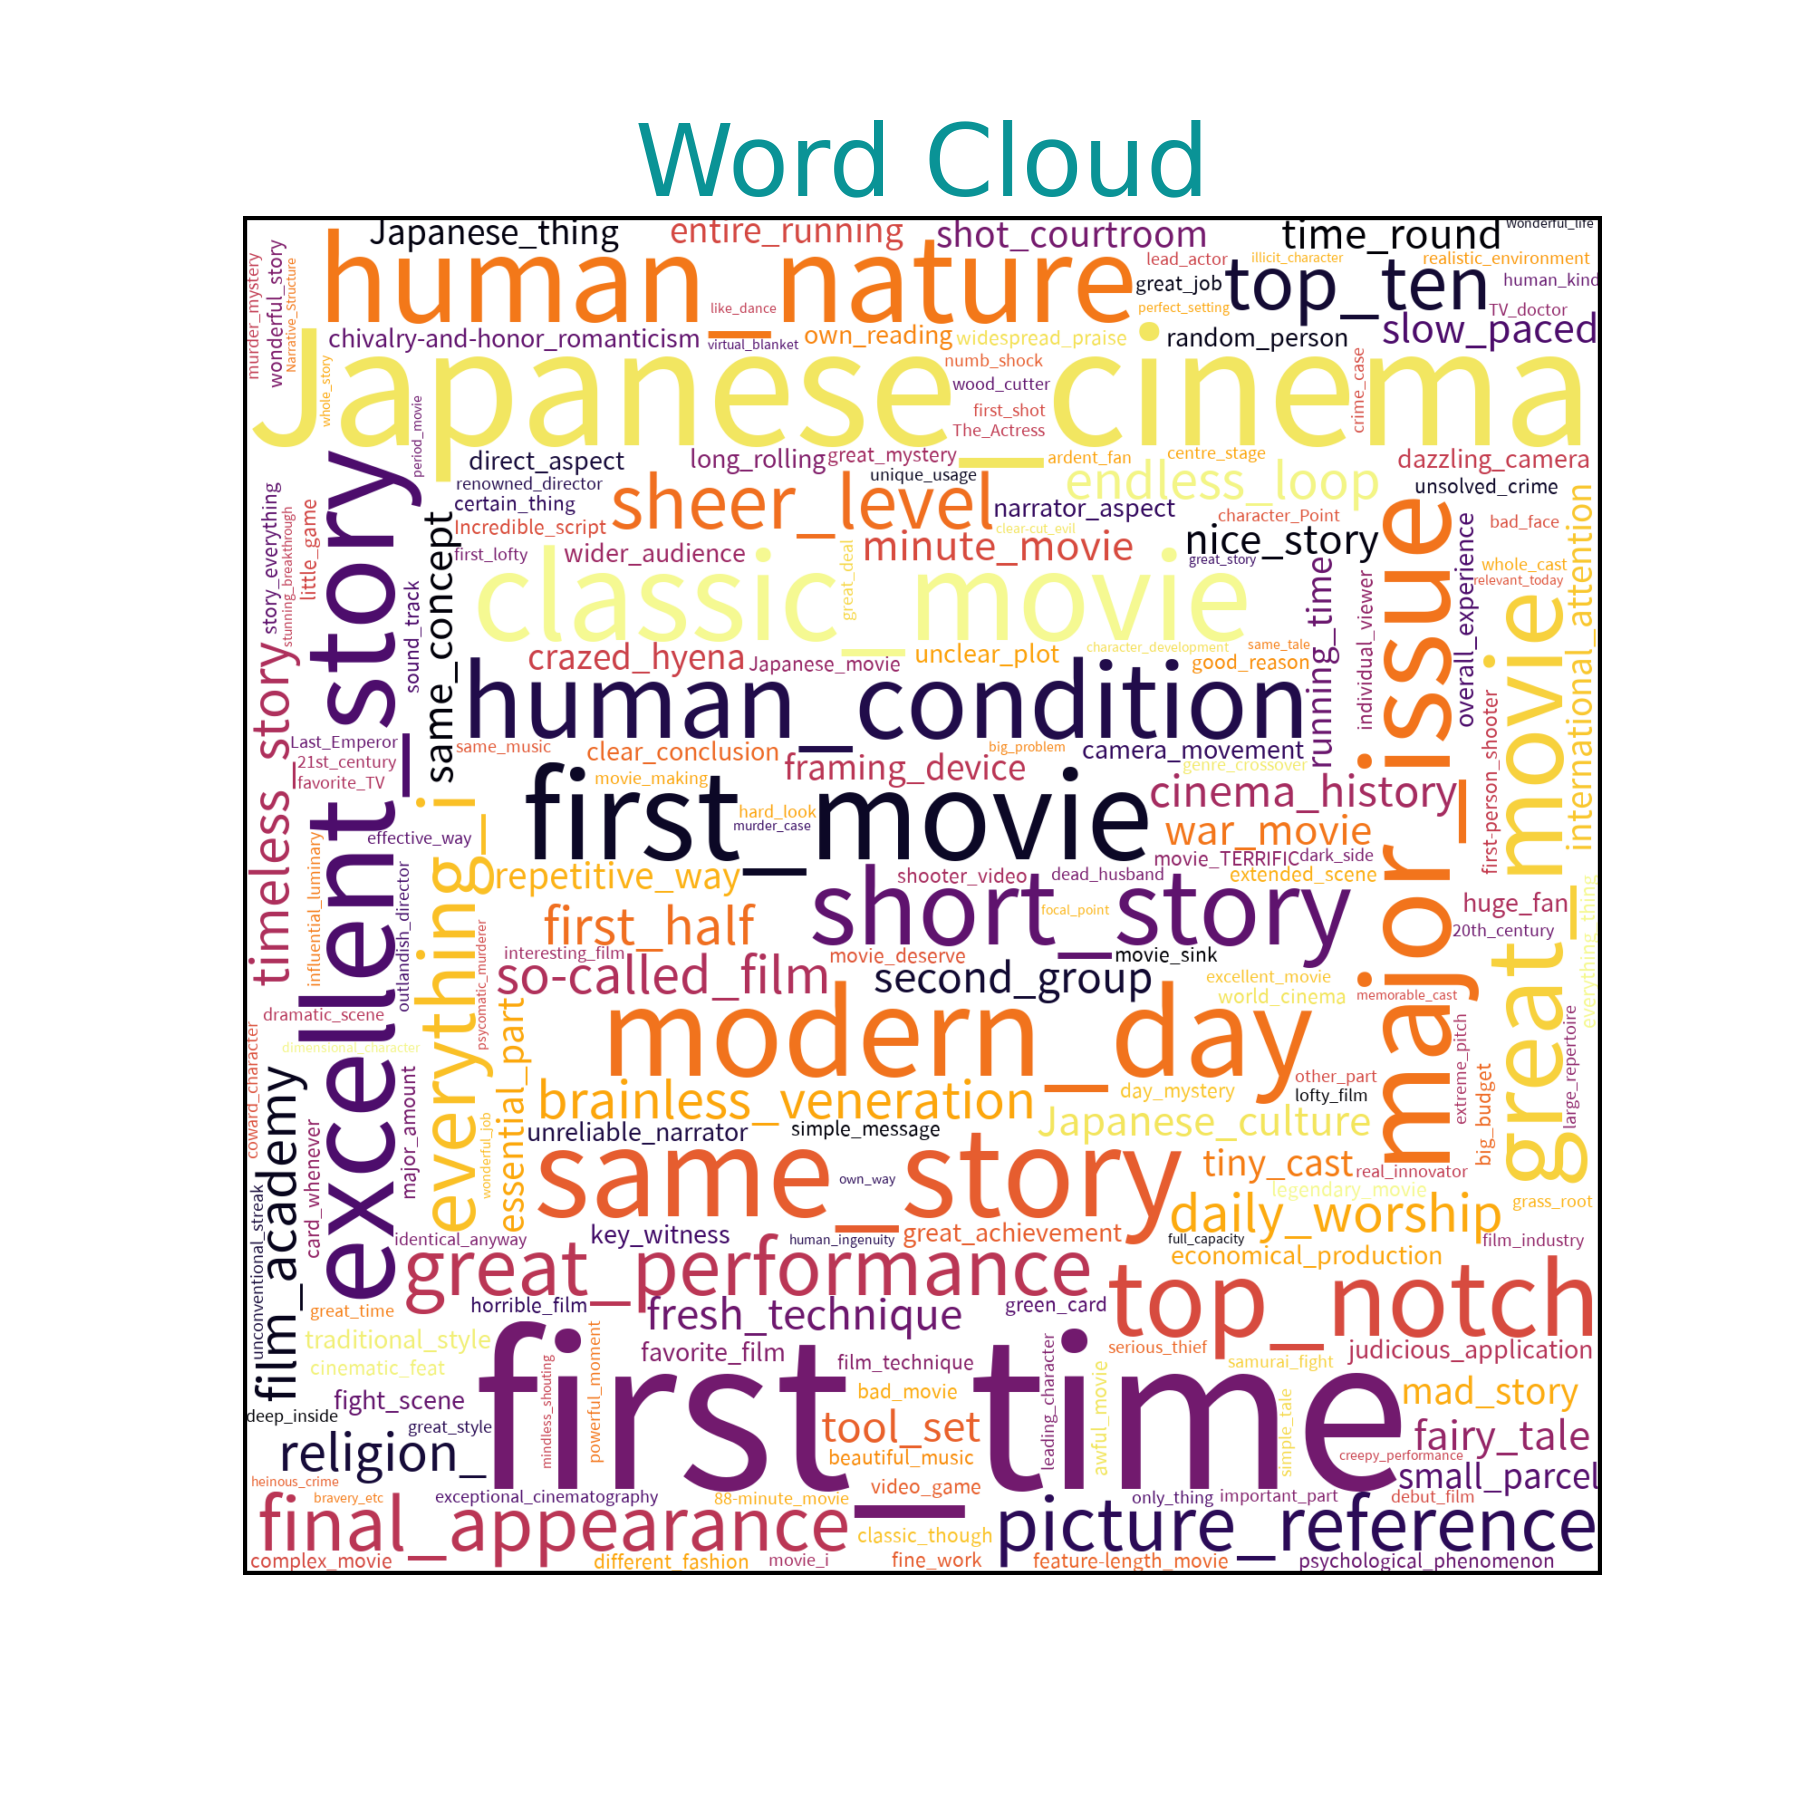 Word Cloud
Japanese_thing
entire_running
shot_courtroom
time_round
Wonderful_life
human_nature
lead_actor
illicit_character
realistic_environment
great_job
top_ten
human_kind
like_dance
perfect_setting
TV_doctor
murder_mystery
wonderful_story
Narrative_Structure
chivalry-and-honor_romanticism
virtual_blanket
own_reading
widespread_praise
random_person
slow_paced
whole_story
Japanese_cinema
numb_shock
wood_cutter
first_shot
The_Actress
crime_case
period_movie
direct_aspect
long_rolling
great_mystery
ardent_fan
centre_stage
dazzling_camera
renowned_director
unique_usage
endless_loop
unsolved_crime
certain_thing
sheer_level
narrator_aspect
character_Point
bad_face
Incredible_script
clear-cut_evil
first_lofty
wider_audience
great_deal
minute_movie
nice_story
great_story
whole_cast
relevant_today
story_everything
stunning_breakthrough
little_game
excellent_story
sound_track
same_concept
classic_movie
running_time
individual_viewer
major_issue
overall_experience
great_movie
international_attention
crazed_hyena
Japanese_movie
unclear_plot
character_development
same_tale
good_reason
human_condition
timeless_story
Last_Emperor
21st_century
favorite_TV
same_music
clear_conclusion
big_problem
camera_movement
first-person_shooter
movie_making
framing_device
genre_crossover
first_movie
hard_look
murder_case
cinema_history
war_movie
effective_way
everything_i
influential_luminary
outlandish_director
repetitive_way
movie_TERRIFIC
dark_side
shooter_video
dead_husband
extended_scene
short_story
focal_point
huge_fan
20th_century
everything_thing
first_half
interesting_film
psycomatic_murderer
movie_deserve
movie_sink
so-called_film
second_group
excellent_movie
world_cinema
memorable_cast
dramatic_scene
dimensional_character
coward_character
film_academy
essential_part
modern_day
extreme_pitch
large_repertoire
other_part
lofty_film
big_budget
brainless_veneration
day_mystery
major_amount
card_whenever
wonderful_job
unreliable_narrator
simple_message
Japanese_culture
same_story
own_way
tiny_cast
real_innovator
legendary_movie
unconventional_streak
daily_worship
grass_root
identical_anyway
key_witness
human_ingenuity
great_achievement
full_capacity
film_industry
great_performance
economical_production
top_notch
great_time
horrible_film
fresh_technique
green_card
traditional_style
favorite_film
film_technique
serious_thief
judicious_application
cinematic_feat
samurai_fight
first_time
mindless_shouting
powerful_moment
leading_character
awful_movie
simple_tale
fight_scene
bad_movie
mad_story
deep_inside
great_style
tool_set
fairy_tale
religion_
beautiful_music
creepy_performance
small_parcel
heinous_crime
video_game
bravery_etc
exceptional_cinematography
88-minute_movie
only_thing
important_part
debut_film
final_appearance
classic_though
picture_reference
complex_movie
different_fashion
movie_i
fine_work
feature-length_movie
psychological_phenomenon